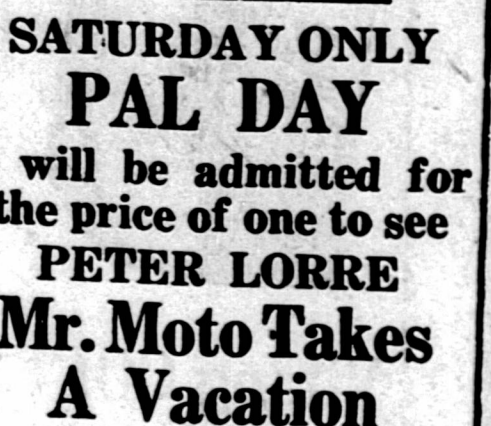 SATURDAY ONLY
PAL DAY
will be admitted for
the price of one to see
PETER LORRE
Mr. Moto Takes
A Vacation